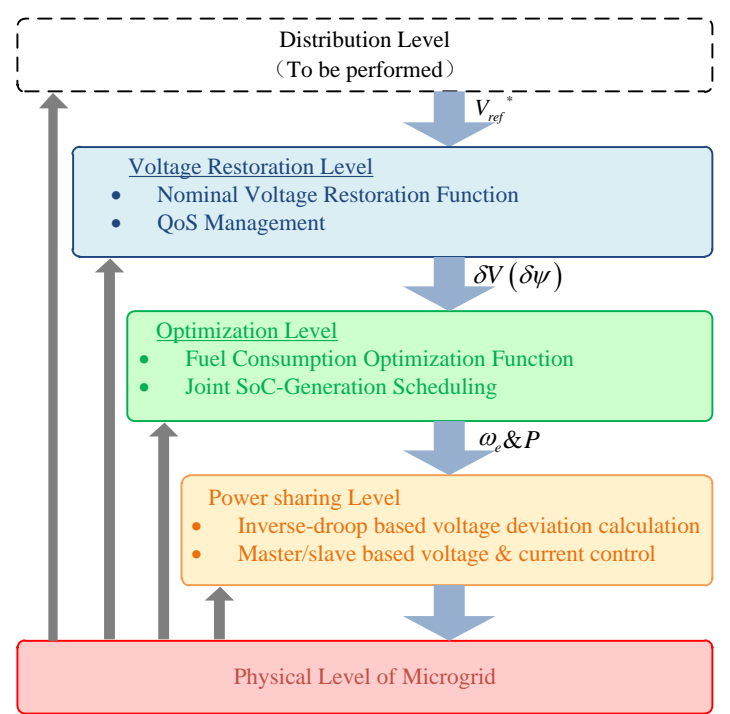 Distribution Level
（To be performed）
V_ref^*
Voltage Restoration Level
• Nominal Voltage Restoration Function
• QoS Management
δV(δψ)
Optimization Level
• Fuel Consumption Optimization Function
• Joint SoC-Generation Scheduling
ω_e&P
Power sharing Level
• Inverse-droop based voltage deviation calculation
• Master/slave based voltage & current control
Physical Level of Microgrid